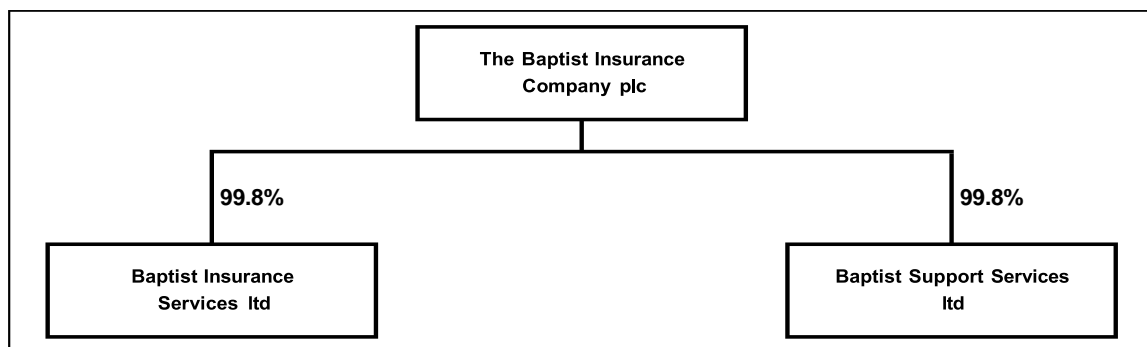 The Baptist Insurance
Company plc
99.8%
99.8%
Baptist Insurance
Services ltd
Baptist Support Services
ltd